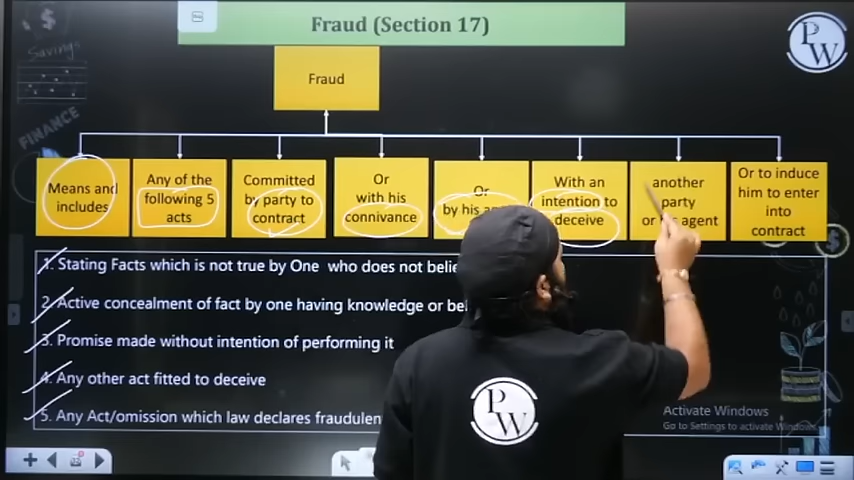 Fraud (Section 17)
PW
Savings
FINANCE
Fraud
Means and
includes
Any of the
following 5
acts
Committed
by party to
contract
Or
with his
connivance
Or
by his
With an
intention to
deceive
another
party
or agent
Or to induce
him to enter
into
contract
1. Stating Facts which is not true by One who does not
2. Active concealment of fact by one having knowledge or
3. Promise made without intention of performing it
4. Any other act fitted to deceive
5. Any Act/omission which law declares
PW
Activate Windows
Go to Settings to activate Windows.